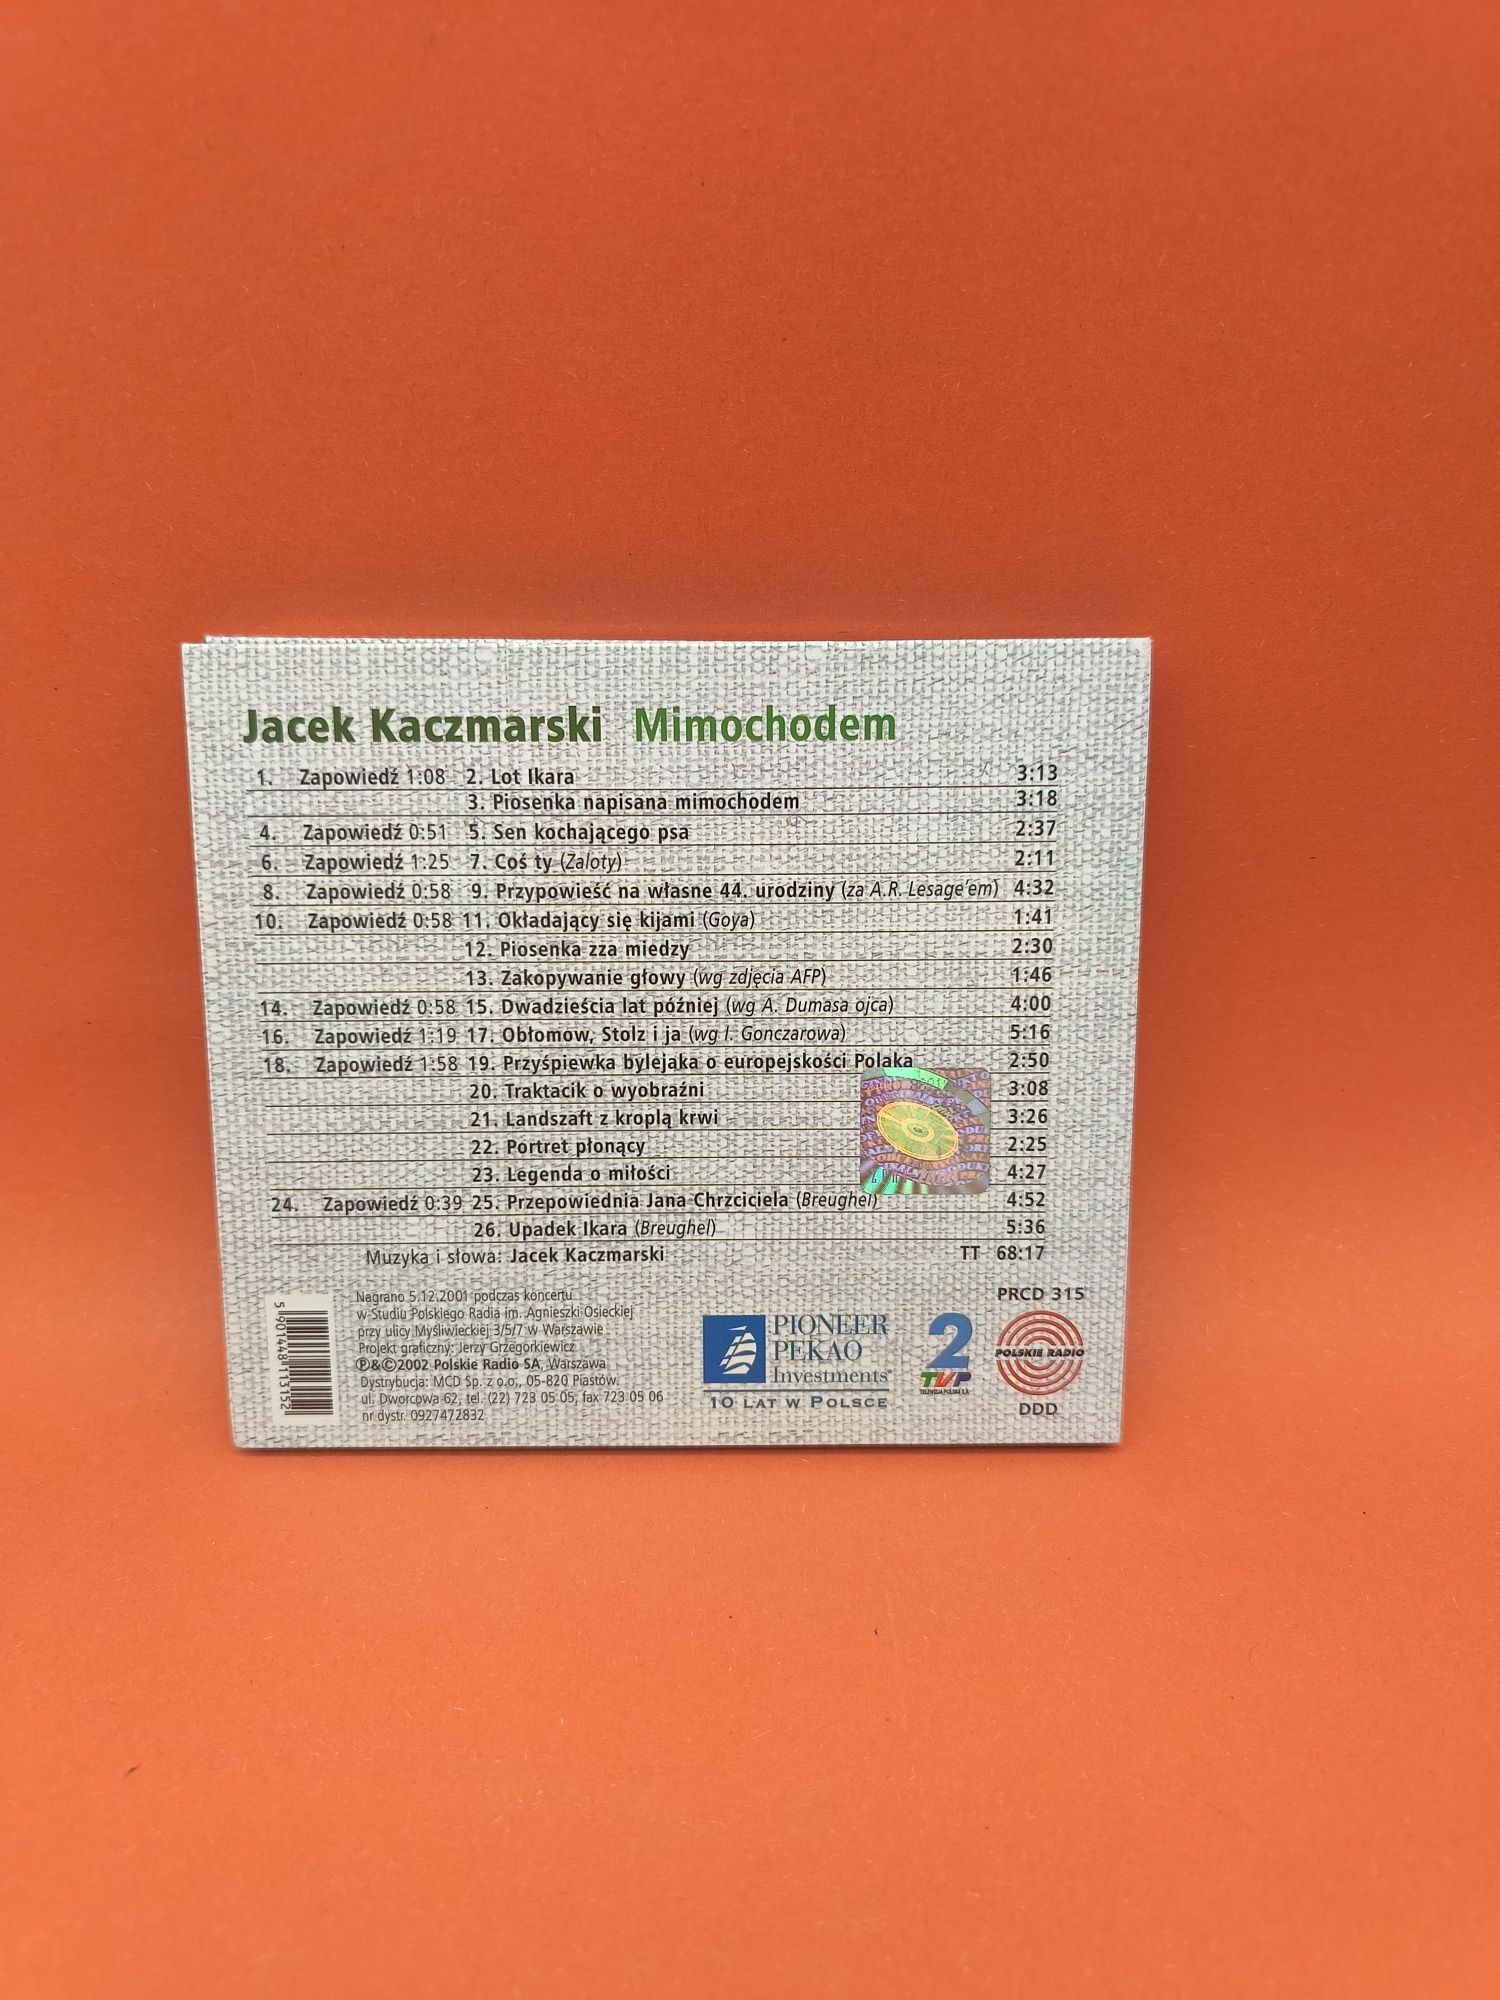 Jacek Kaczmarski Mimochodem
1. Zapowiedź 1:08 2. Lot Ikara 3:13
3. Piosenka napisana mimochodem 3:18
4. Zapowiedź 0:51 5. Sen kochającego psa 2:37
6. Zapowiedź 1:25 7. Coś ty (Zaloty) 2:11
8. Zapowiedź 0:58 9. Przypowieść na własne 44. urodziny (za A.R. Lesage'em) 4:32
10. Zapowiedź 0:58 11. Okładający się kijami (Goya) 1:41
12. Piosenka zza miedzy 2:30
13. Zakopywanie głowy (wg zdjęcia AFP) 1:46
14. Zapowiedź 0:58 15. Dwadzieścia lat później (wg A. Dumasa ojca) 4:00
16. Zapowiedź 1:19 17. Obłomow, Stolz i ja (wg I. Gonczarowa) 5:16
18. Zapowiedź 1:58 19. Przyśpiewka bylejaka o europejskości Polaka 2:50
20. Traktacik o wyobraźni 3:08
21. Landszaft z kroplą krwi 3:26
22. Portret płonący 2:25
23. Legenda o miłości 4:27
24. Zapowiedź 0:39 25. Przepowiednia Jana Chrzciciela (Breughel) 4:52
26. Upadek Ikara (Breughel) 5:36
Muzyka i słowa: Jacek Kaczmarski TT 68:17
Nagrano 5.12.2001 podczas koncertu
w Studiu Polskiego Radia im. Agnieszki Osieckiej
przy ulicy Myśliwieckiej 3/5/7 w Warszawie
Projekt graficzny: Jerzy Grzegorkiewicz
℗&©2002 Polskie Radio SA, Warszawa
Dystrybucja: MCD Sp. z o.o., 05-820 Piastów.
ul. Dworcowa 62, tel. (22) 723 05 05, fax 723 05 06
nr dystr. 0927472832
5 901448 113152
PIONEER
PEKAO
Investments
10 LAT W POLSCE
2
TVP
TELEWIZJA POLSKA S.A.
PRCD 315
POLSKIE RADIO
DDD